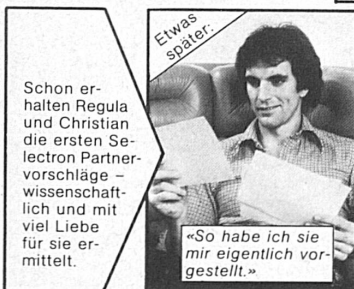 Schon er-
halten Regula
und Christian
die ersten Se-
lectron Partner-
vorschläge –
wissenschaft-
lich und mit
viel Liebe
für sie er-
mittelt.
Etwas
später:
«So habe ich sie
mir eigentlich vor-
gestellt.»